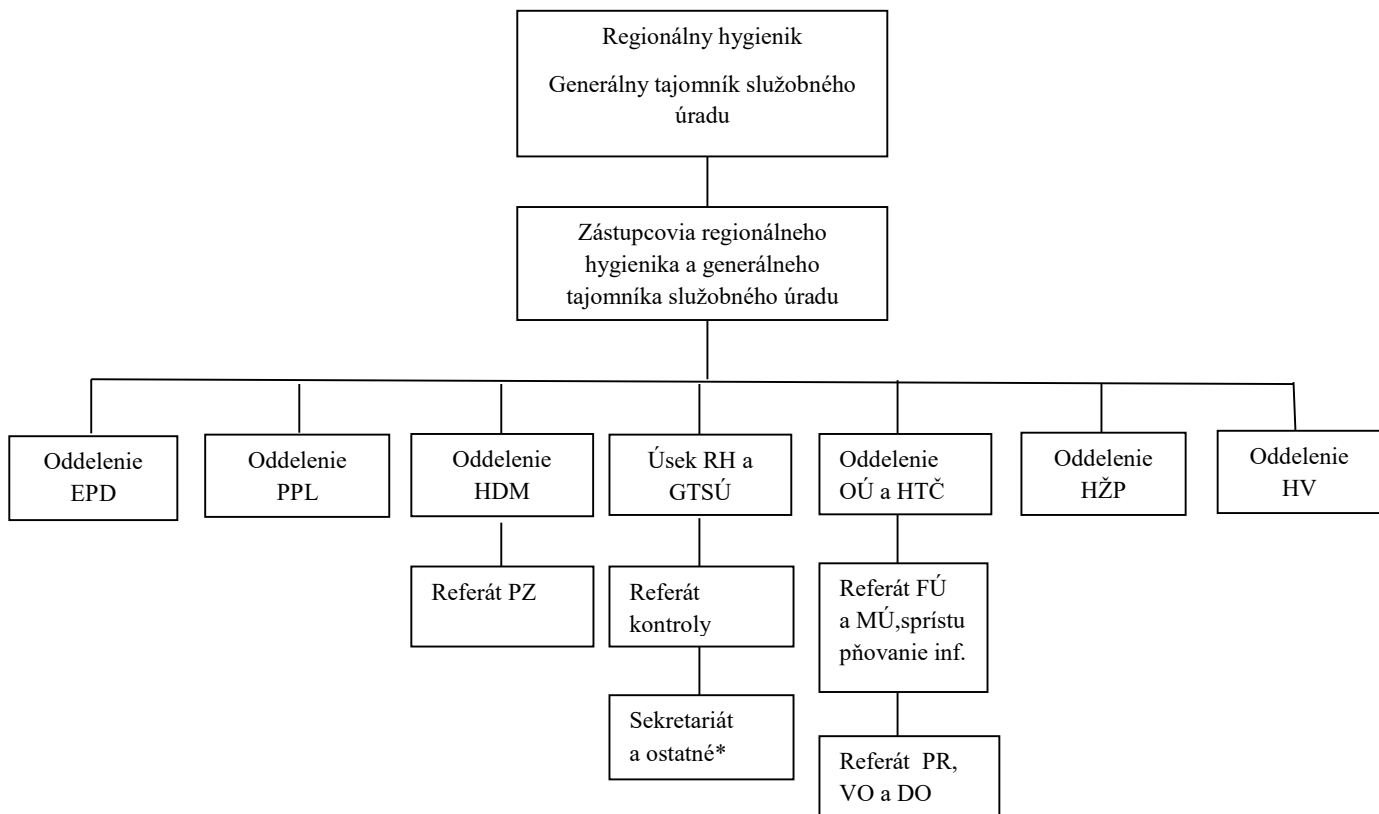 Regionálny hygienik
Generálny tajomník služobného
úradu
Zástupcovia regionálneho
hygienika a generálneho
tajomníka služobného úradu
Oddelenie
EPD
Oddelenie
PPL
Oddelenie
HDM
Úsek RH a
GTSÚ
Oddelenie
OÚ a HTČ
Oddelenie
HŽP
Oddelenie
HV
Referát PZ
Referát
kontroly
Referát FÚ
a MÚ,sprístu
pňovanie inf.
Sekretariát
a ostatné*
Referát  PR,
VO a DO